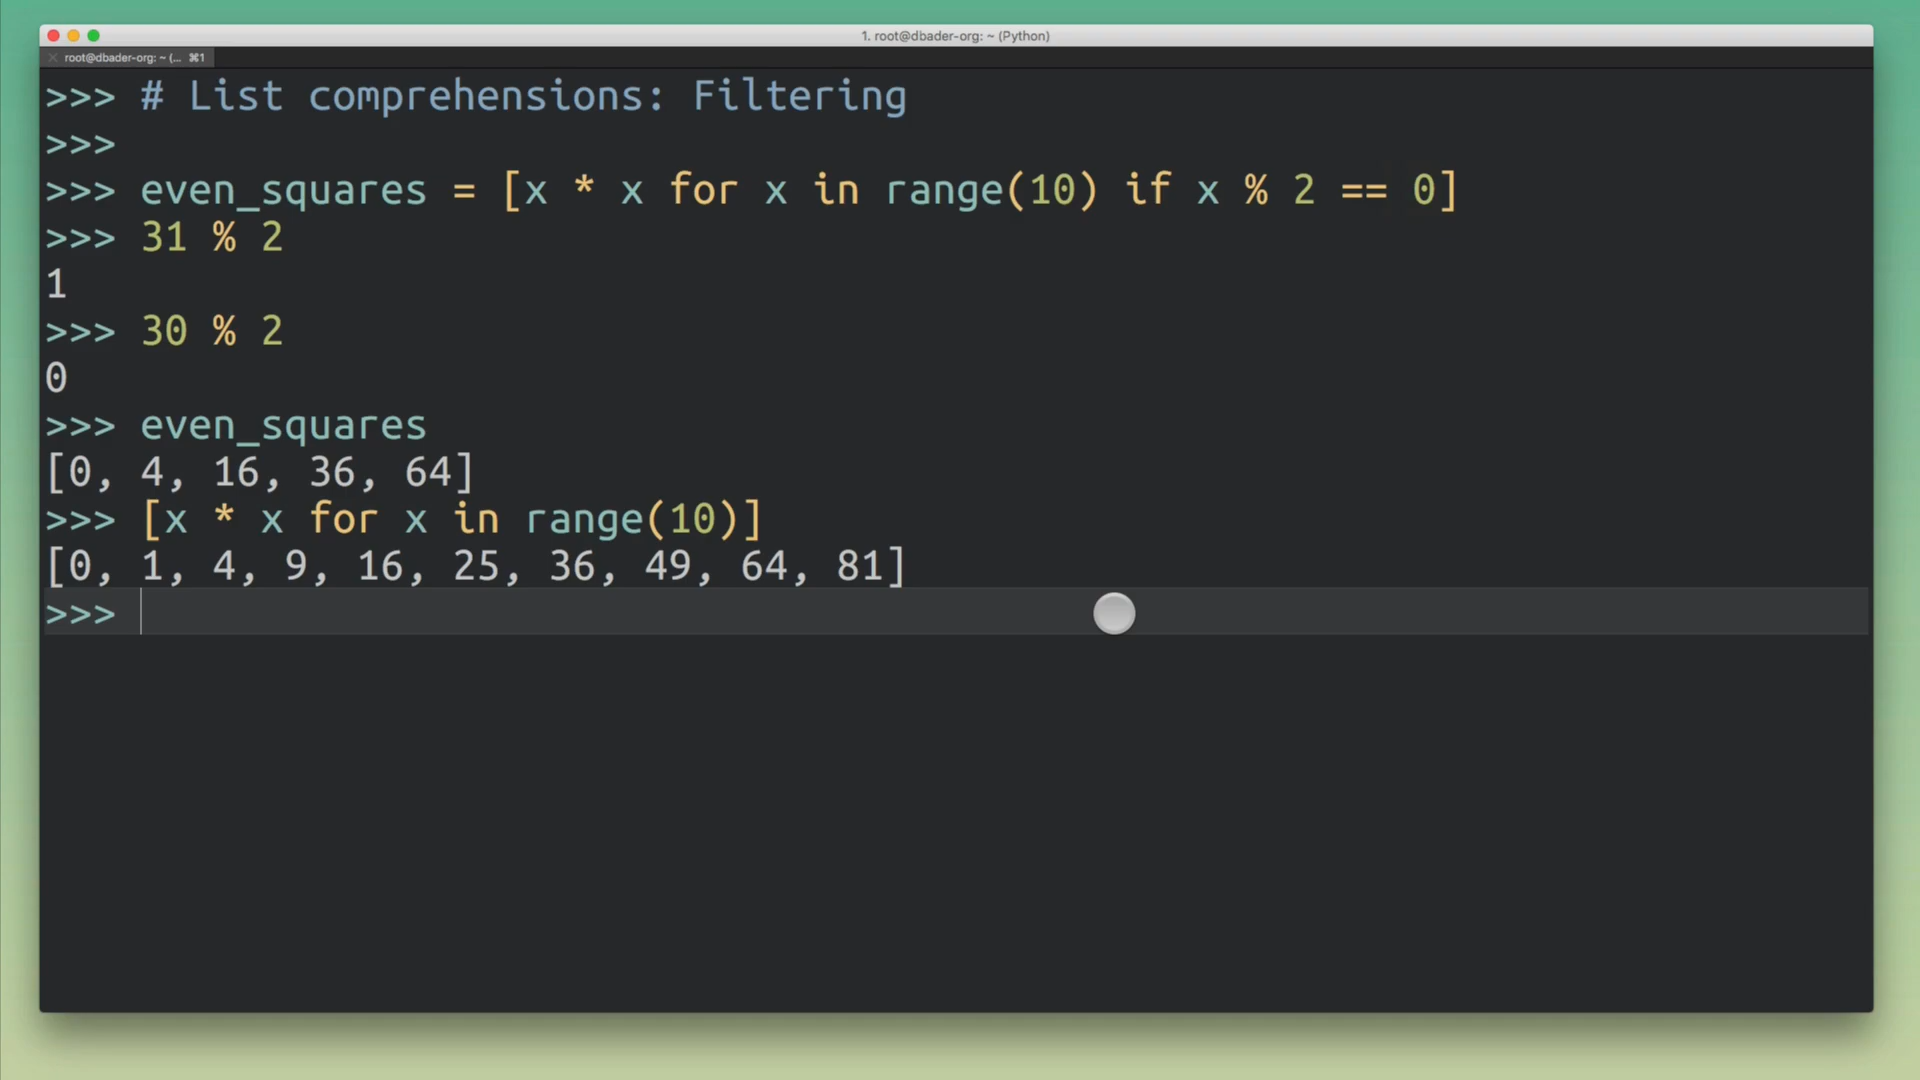 1. root@dbader-org: ~ (Python)
root@dbader-org: ~ (... ⌘1
>>> # List comprehensions: Filtering
>>>
>>> even_squares = [x * x for x in range(10) if x % 2 == 0]
>>> 31 % 2
1
>>> 30 % 2
0
>>> even_squares
[0, 4, 16, 36, 64]
>>> [x * x for x in range(10)]
[0, 1, 4, 9, 16, 25, 36, 49, 64, 81]
>>>